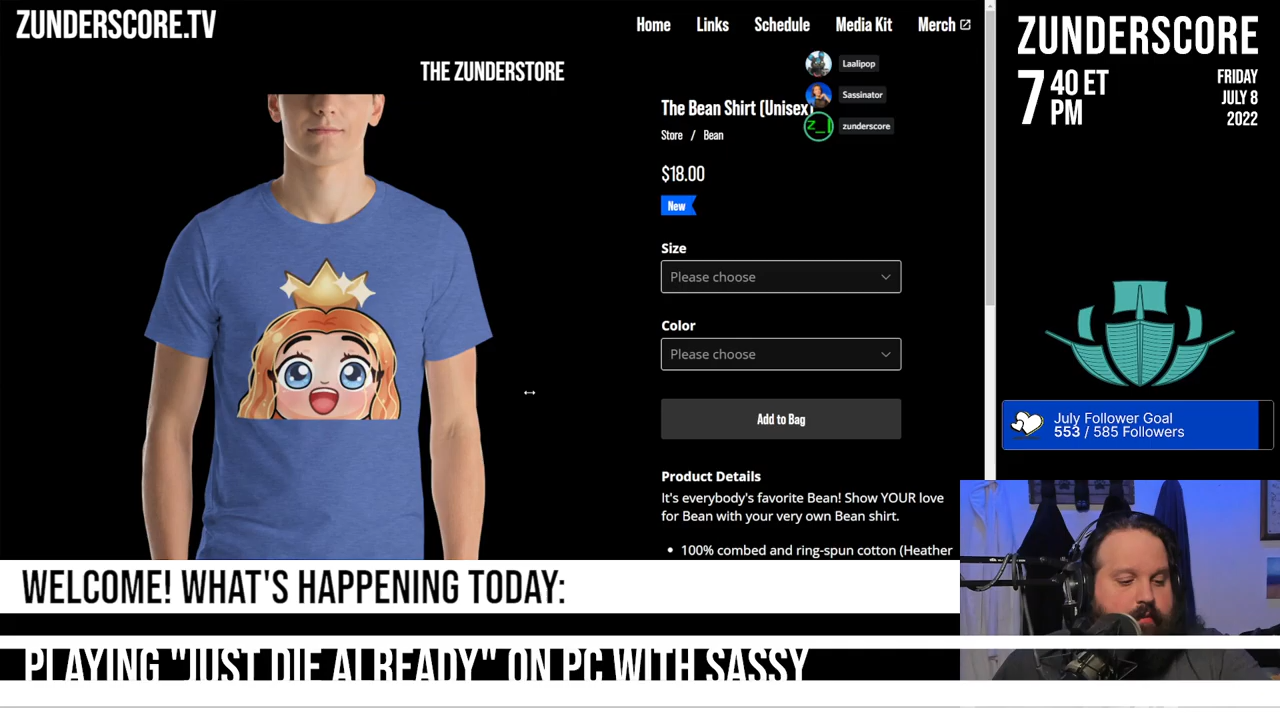 ZUNDERSCORE.TV
Home Links Schedule Media Kit Merch
THE ZUNDERSTORE
Laalipop
Sassinator
z_
zunderscore
The Bean Shirt (Unisex)
Store / Bean
$18.00
New
Size
Please choose
Color
Please choose
Add to Bag
Product Details
It's everybody's favorite Bean! Show YOUR love
for Bean with your very own Bean shirt.
• 100% combed and ring-spun cotton (Heather
ZUNDERSCORE
7 40 ET
PM
FRIDAY
JULY 8
2022
July Follower Goal
553 / 585 Followers
WELCOME! WHAT'S HAPPENING TODAY:
PLAYING "JUST DIE ALREADY" ON PC WITH SASSY